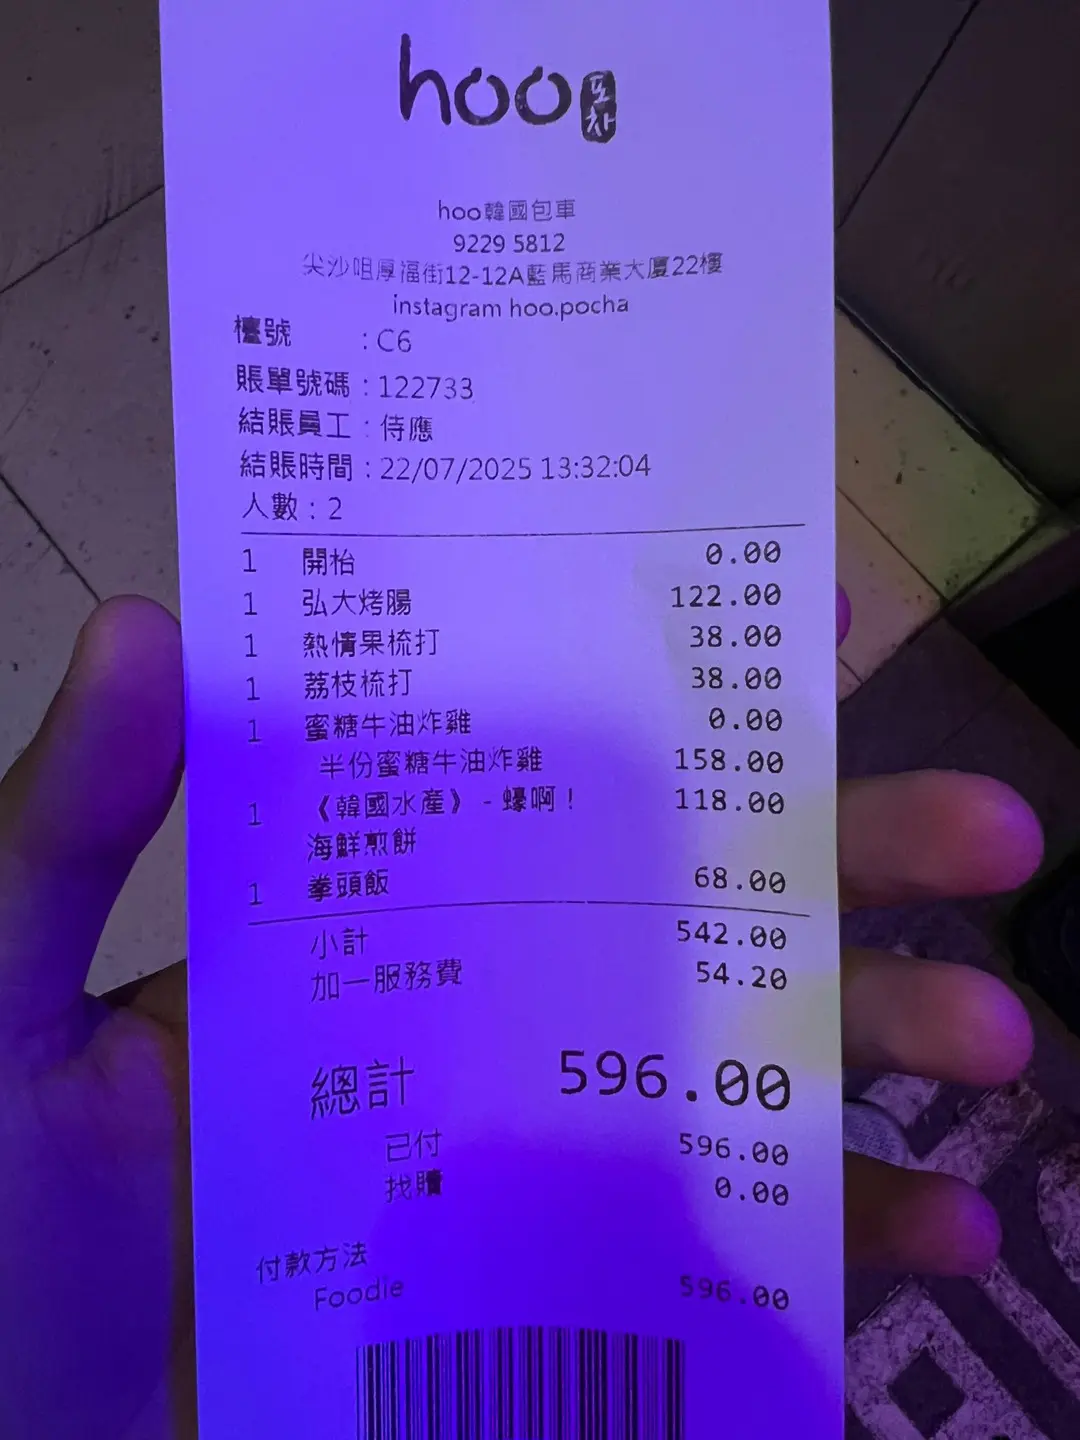 hoo 포차
hoo韓國包車
9229 5812
尖沙咀厚福街12-12A藍馬商業大廈22樓
instagram hoo.pocha
檯號 : C6
賬單號碼 : 122733
結賬員工 : 侍應
結賬時間 : 22/07/2025 13:32:04
人數 : 2
1 開枱 0.00
1 弘大烤腸 122.00
1 熱情果梳打 38.00
1 荔枝梳打 38.00
1 蜜糖牛油炸雞 0.00
半份蜜糖牛油炸雞 158.00
1 《韓國水產》 - 蠔啊！ 118.00
海鮮煎餅
1 拳頭飯 68.00
小計 542.00
加一服務費 54.20
總計 596.00
已付 596.00
找贖 0.00
付款方法
Foodie 596.00